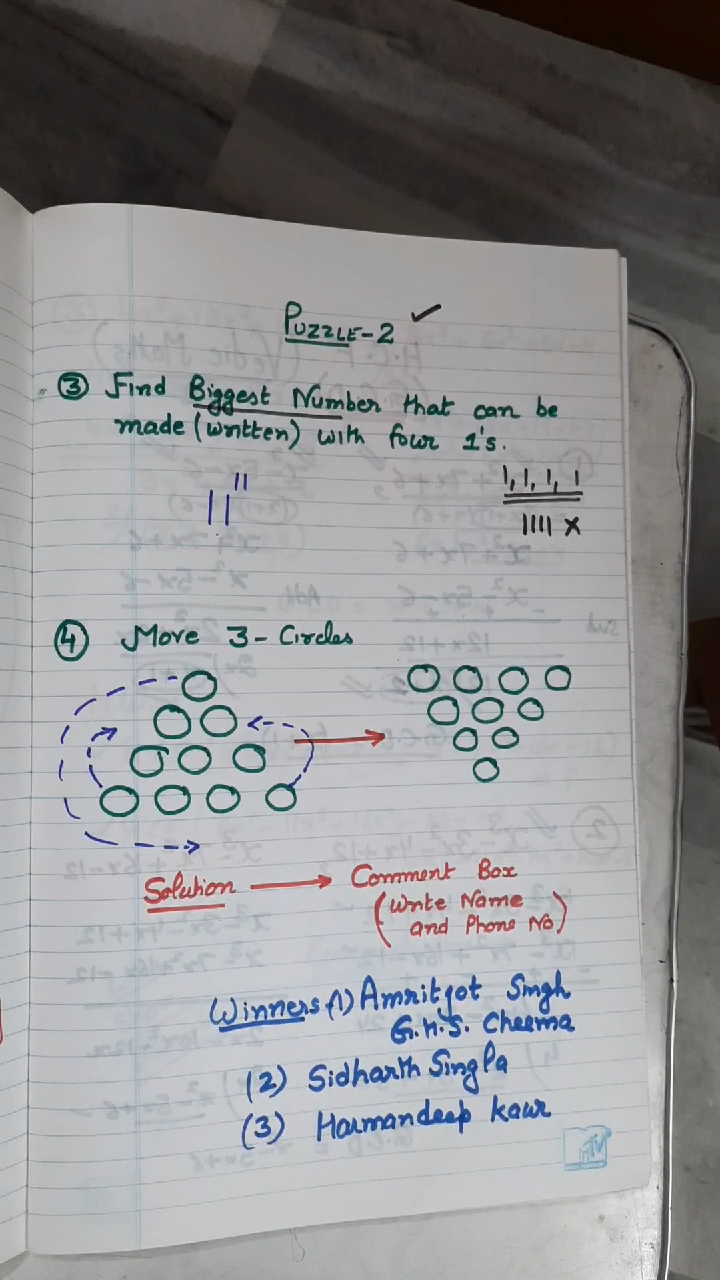 PUZZLE-2 ✓
③ Find Biggest Number that can be
made (written) with four 1's.
11¹¹
1, 1, 1, 1
1111 X
④ Move 3-Circles
Solution → Comment Box
(Write Name
and Phone No)
Winners (1) Amritjot Singh
G.H.S. Cheema
(2) Sidharth Singla
(3) Harmandeep kaur